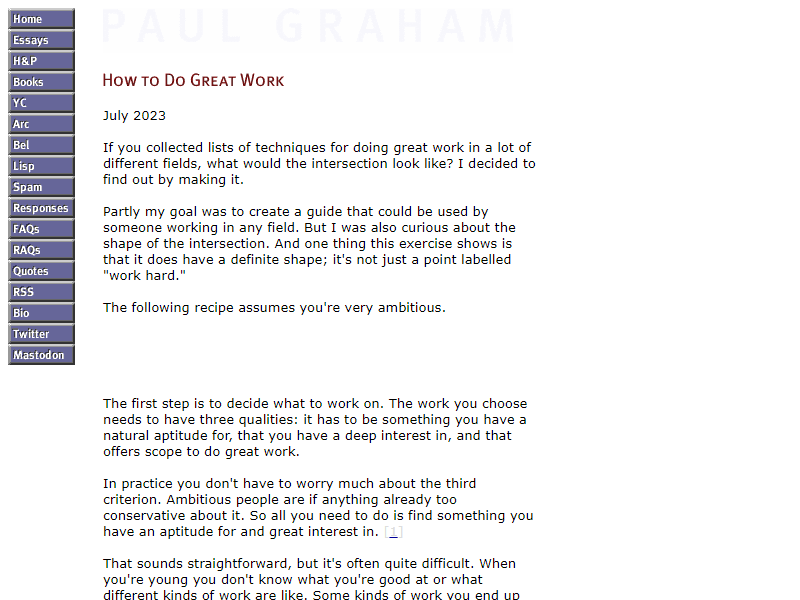 Home
Essays
H&P
Books
YC
Arc
Bel
Lisp
Spam
Responses
FAQs
RAQs
Quotes
RSS
Bio
Twitter
Mastodon
PAUL GRAHAM
How to Do Great Work
July 2023
If you collected lists of techniques for doing great work in a lot of
different fields, what would the intersection look like? I decided to
find out by making it.
Partly my goal was to create a guide that could be used by
someone working in any field. But I was also curious about the
shape of the intersection. And one thing this exercise shows is
that it does have a definite shape; it's not just a point labelled
"work hard."
The following recipe assumes you're very ambitious.
The first step is to decide what to work on. The work you choose
needs to have three qualities: it has to be something you have a
natural aptitude for, that you have a deep interest in, and that
offers scope to do great work.
In practice you don't have to worry much about the third
criterion. Ambitious people are if anything already too
conservative about it. So all you need to do is find something you
have an aptitude for and great interest in. [1]
That sounds straightforward, but it's often quite difficult. When
you're young you don't know what you're good at or what
different kinds of work are like. Some kinds of work you end up